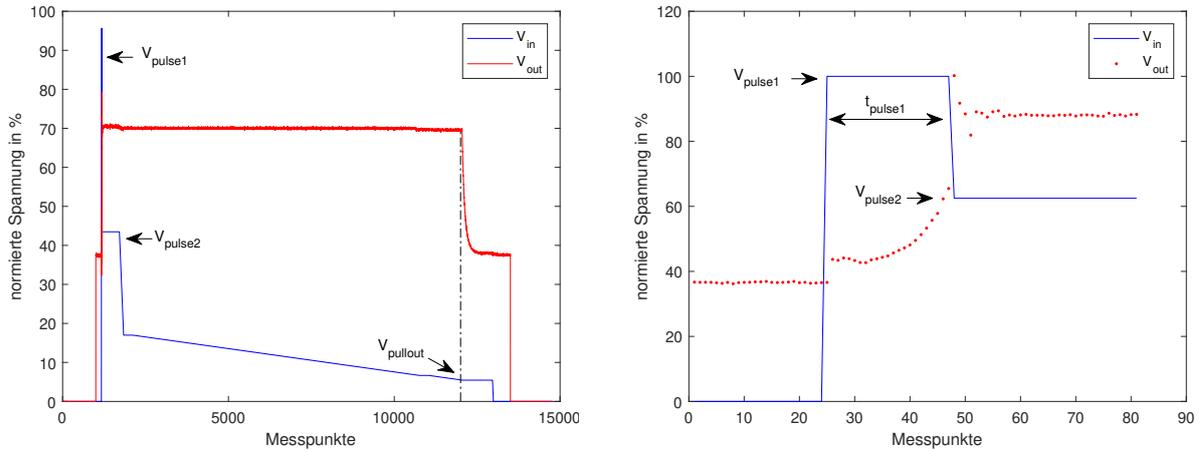 100
90
80
70
60
50
40
30
20
10
0
0
5000
10000
15000
normierte Spannung in %
Messpunkte
V_in
V_out
V_pulse1
V_pulse2
V_pullout
120
100
80
60
40
20
0
0
10
20
30
40
50
60
70
80
90
normierte Spannung in %
Messpunkte
V_in
V_out
V_pulse1
t_pulse1
V_pulse2